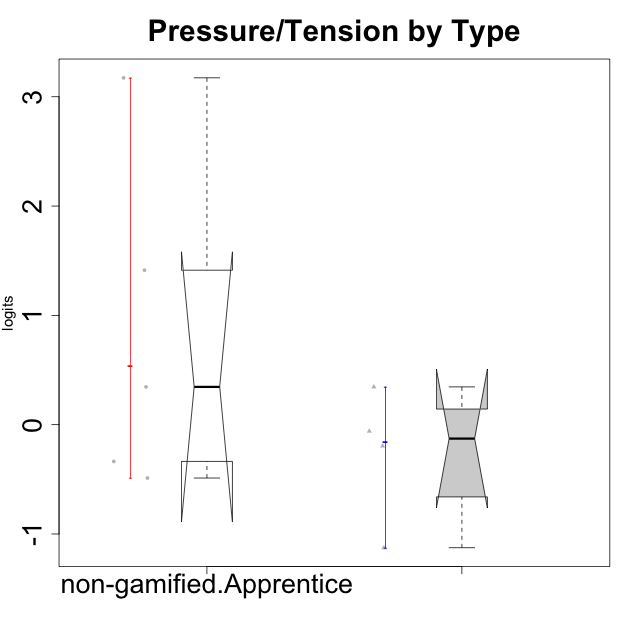 Pressure/Tension by Type
logits
3
2
1
0
-1
non-gamified.Apprentice